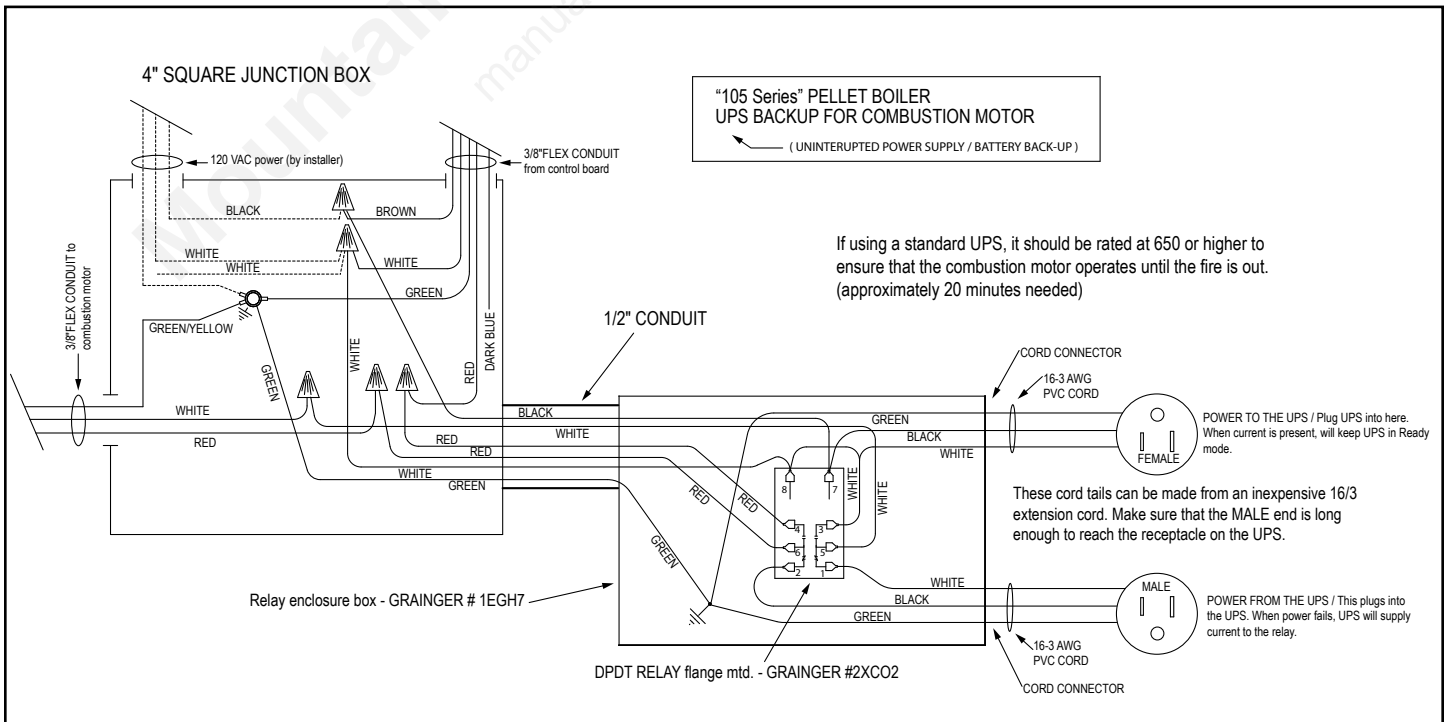 Mountain
manua
4" SQUARE JUNCTION BOX
"105 Series" PELLET BOILER
UPS BACKUP FOR COMBUSTION MOTOR
( UNINTERUPTED POWER SUPPLY / BATTERY BACK-UP )
120 VAC power (by installer)
3/8"FLEX CONDUIT
from control board
BLACK
BROWN
WHITE
WHITE
WHITE
GREEN
GREEN/YELLOW
3/8"FLEX CONDUIT to
combustion motor
If using a standard UPS, it should be rated at 650 or higher to
ensure that the combustion motor operates until the fire is out.
(approximately 20 minutes needed)
1/2" CONDUIT
GREEN
WHITE
RED
DARK BLUE
WHITE
RED
BLACK
WHITE
RED
RED
WHITE
GREEN
RED
RED
GREEN
WHITE
WHITE
8
7
4
3
6
5
2
1
CORD CONNECTOR
16-3 AWG
PVC CORD
GREEN
BLACK
WHITE
FEMALE
POWER TO THE UPS / Plug UPS into here.
When current is present, will keep UPS in Ready
mode.
These cord tails can be made from an inexpensive 16/3
extension cord. Make sure that the MALE end is long
enough to reach the receptacle on the UPS.
WHITE
BLACK
GREEN
MALE
POWER FROM THE UPS / This plugs into
the UPS. When power fails, UPS will supply
current to the relay.
16-3 AWG
PVC CORD
CORD CONNECTOR
Relay enclosure box - GRAINGER # 1EGH7
DPDT RELAY flange mtd. - GRAINGER #2XCO2